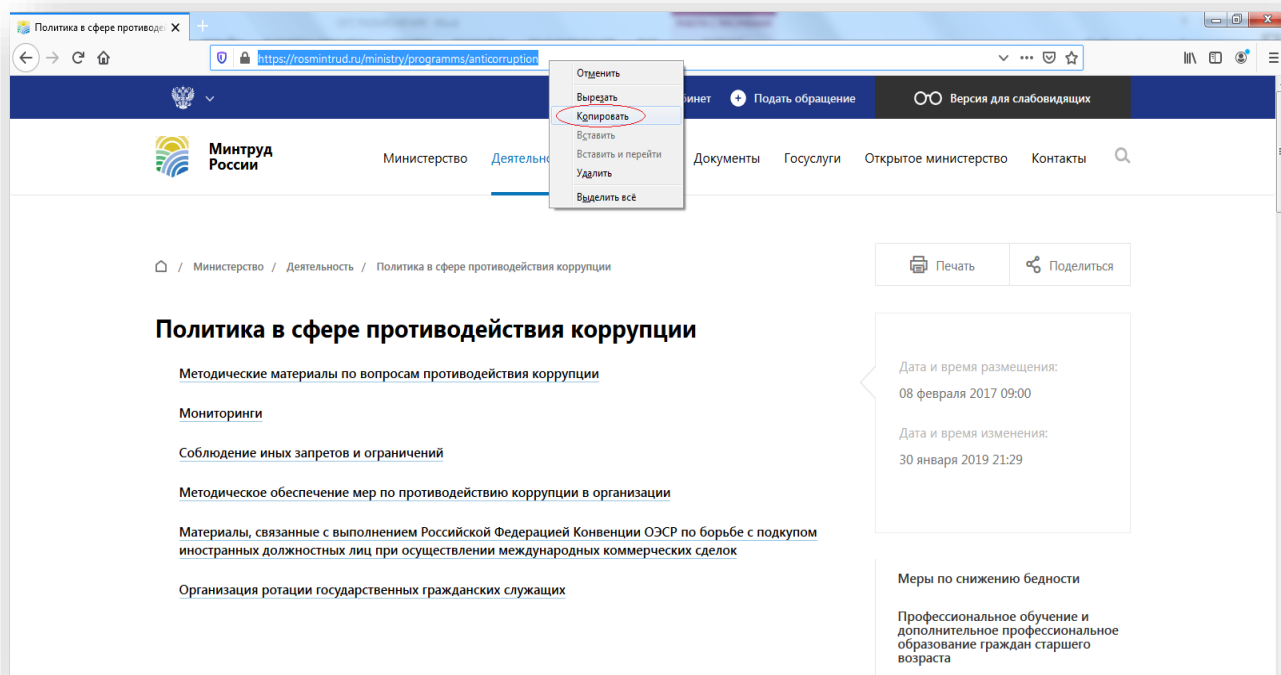 Политика в сфере противоде
https://rosmintrud.ru/ministry/programms/anticorruption
Отменить
Вырезать
Копировать
Вставить
Вставить и перейти
Удалить
Выделить всё
инет
Подать обращение
Версия для слабовидящих
Минтруд
России
Министерство
Деятельно
Документы
Госуслуги
Открытое министерство
Контакты
/ Министерство / Деятельность / Политика в сфере противодействия коррупции
Печать
Поделиться
Политика в сфере противодействия коррупции
Методические материалы по вопросам противодействия коррупции
Мониторинги
Соблюдение иных запретов и ограничений
Методическое обеспечение мер по противодействию коррупции в организации
Материалы, связанные с выполнением Российской Федерацией Конвенции ОЭСР по борьбе с подкупом
иностранных должностных лиц при осуществлении международных коммерческих сделок
Организация ротации государственных гражданских служащих
Дата и время размещения:
08 февраля 2017 09:00
Дата и время изменения:
30 января 2019 21:29
Меры по снижению бедности
Профессиональное обучение и
дополнительное профессиональное
образование граждан старшего
возраста